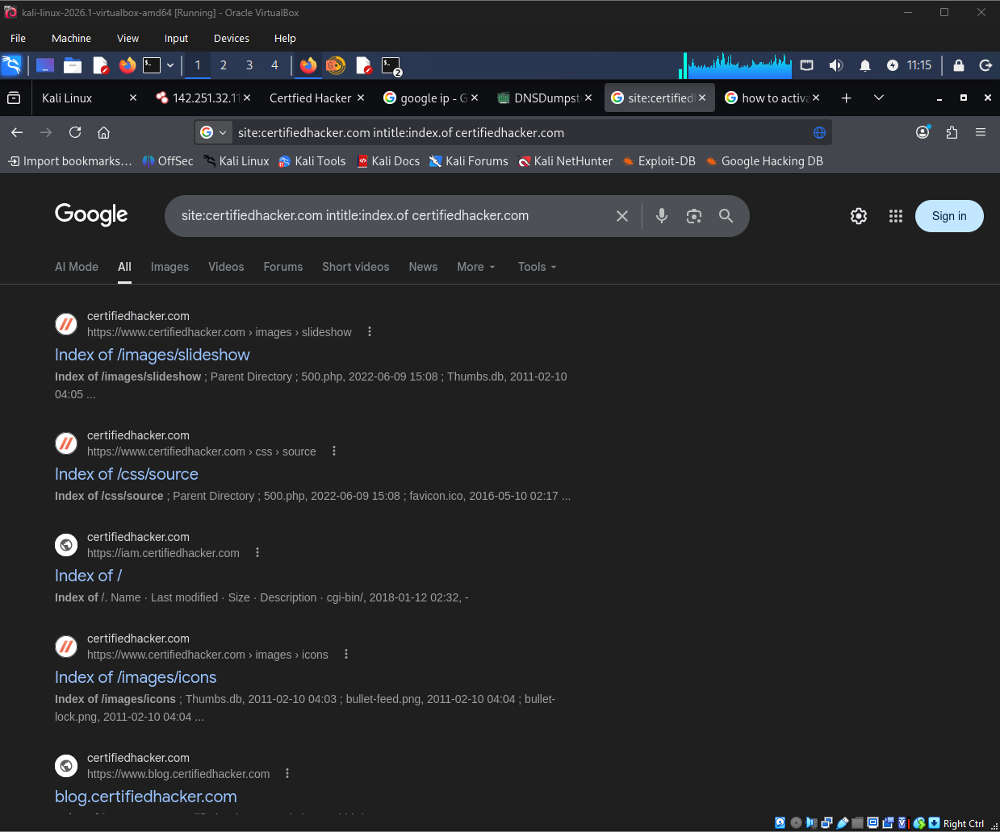 kali-linux-2026.1-virtualbox-amd64 [Running] - Oracle VirtualBox
File Machine View Input Devices Help
1 2 3 4 2 11:15
Kali Linux 142.251.32.11 Certfied Hacker google ip - G DNSDumpst site:certified how to activa
site:certifiedhacker.com intitle:index.of certifiedhacker.com
Import bookmarks... OffSec Kali Linux Kali Tools Kali Docs Kali Forums Kali NetHunter Exploit-DB Google Hacking DB
Google site:certifiedhacker.com intitle:index.of certifiedhacker.com Sign in
AI Mode All Images Videos Forums Short videos News More Tools
certifiedhacker.com
https://www.certifiedhacker.com › images › slideshow
Index of /images/slideshow
Index of /images/slideshow ; Parent Directory ; 500.php, 2022-06-09 15:08 ; Thumbs.db, 2011-02-10
04:05 ...
certifiedhacker.com
https://www.certifiedhacker.com › css › source
Index of /css/source
Index of /css/source ; Parent Directory ; 500.php, 2022-06-09 15:08 ; favicon.ico, 2016-05-10 02:17 ...
certifiedhacker.com
https://iam.certifiedhacker.com
Index of /
Index of /. Name · Last modified · Size · Description · cgi-bin/, 2018-01-12 02:32, -
certifiedhacker.com
https://www.certifiedhacker.com › images › icons
Index of /images/icons
Index of /images/icons ; Thumbs.db, 2011-02-10 04:03 ; bullet-feed.png, 2011-02-10 04:04 ; bullet-
lock.png, 2011-02-10 04:04 ...
certifiedhacker.com
https://www.blog.certifiedhacker.com
blog.certifiedhacker.com
Right Ctrl